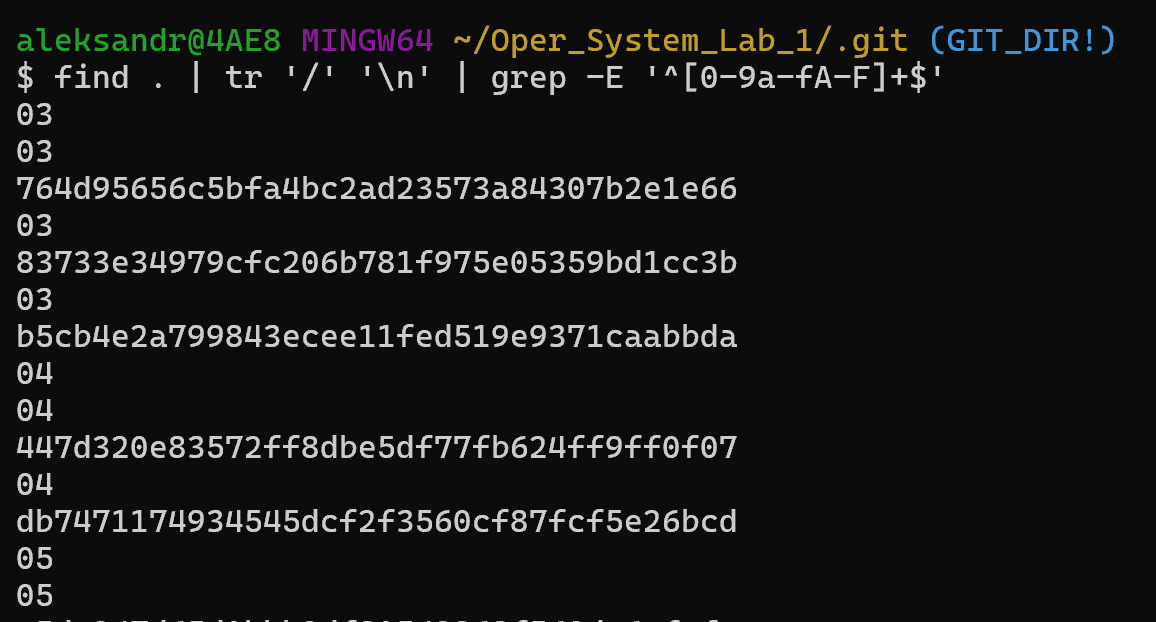 aleksandr@4AE8 MINGW64 ~/Oper_System_Lab_1/.git (GIT_DIR!)
$ find . | tr '/' '\n' | grep -E '^[0-9a-fA-F]+$'
03
03
764d95656c5bfa4bc2ad23573a84307b2e1e66
03
83733e34979cfc206b781f975e05359bd1cc3b
03
b5cb4e2a799843ecee11fed519e9371caabbda
04
04
447d320e83572ff8dbe5df77fb624ff9ff0f07
04
db7471174934545dcf2f3560cf87fcf5e26bcd
05
05